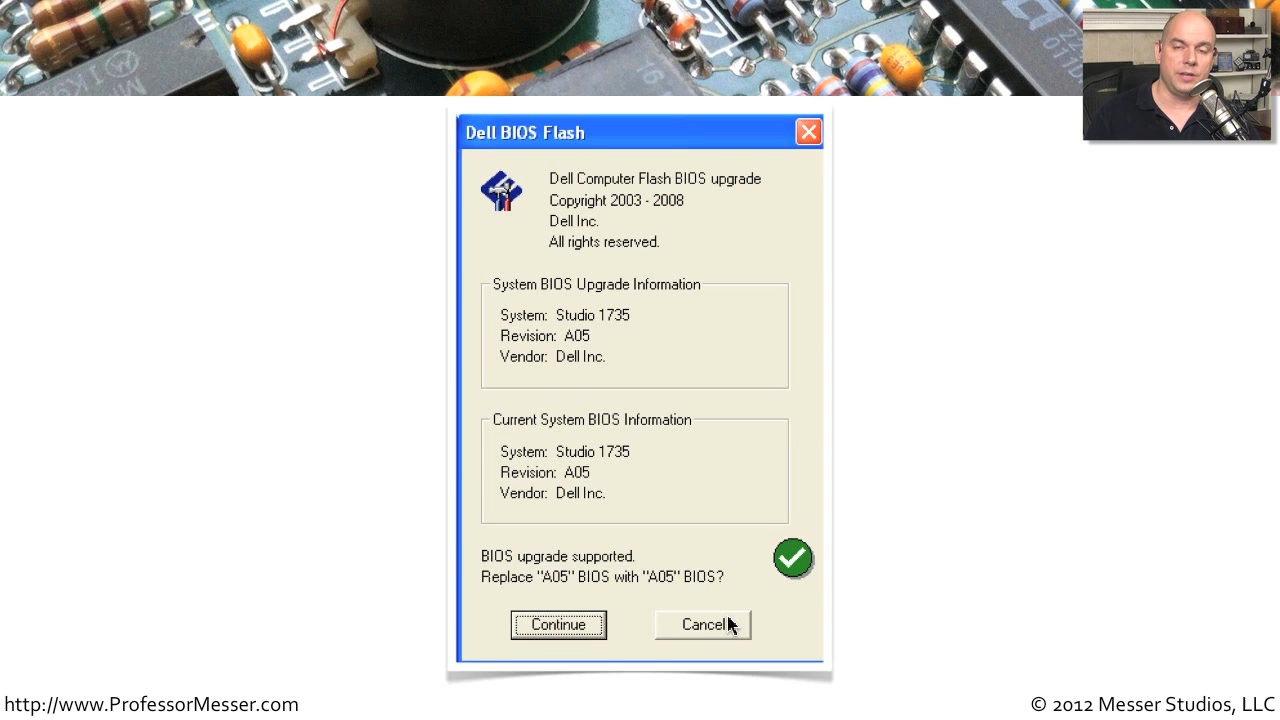 Dell BIOS Flash
Dell Computer Flash BIOS upgrade
Copyright 2003 - 2008
Dell Inc.
All rights reserved.
System BIOS Upgrade Information
System: Studio 1735
Revision: A05
Vendor: Dell Inc.
Current System BIOS Information
System: Studio 1735
Revision: A05
Vendor: Dell Inc.
BIOS upgrade supported.
Replace "A05" BIOS with "A05" BIOS?
Continue
Cancel
http://www.ProfessorMesser.com
© 2012 Messer Studios, LLC